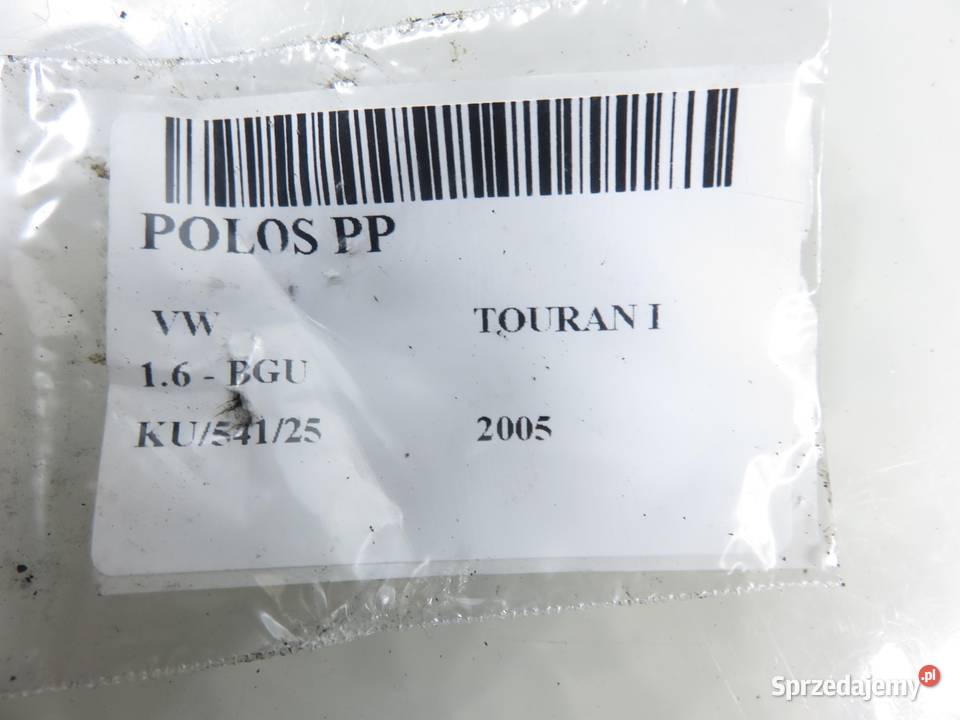 POLOS PP
VW TOURAN I
1.6 - BGU
KU/541/25 2005
Sprzedajemy.pl